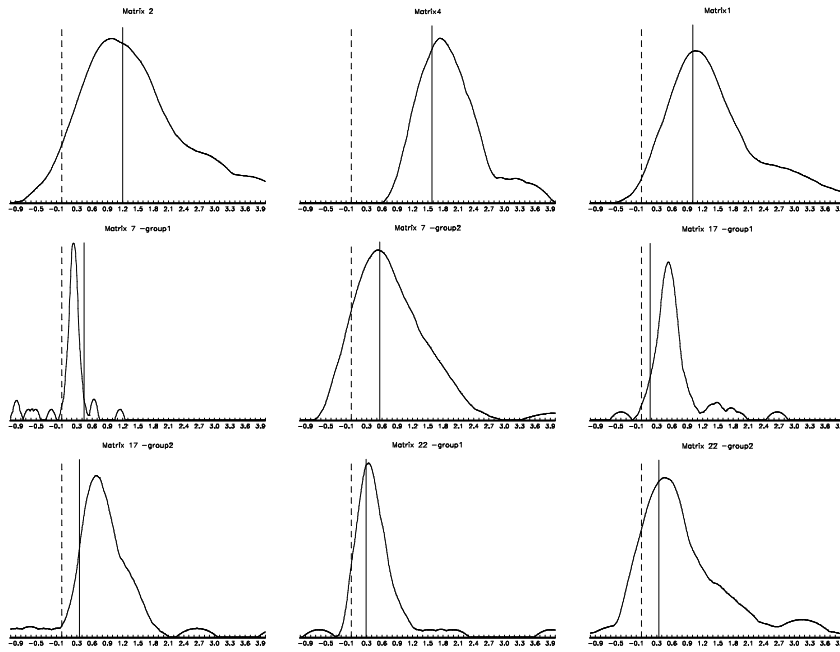 Matrix 2
Matrix4
Matrix1
-0.9 -0.5 -0.1 0.3 0.6 0.9 1.2 1.5 1.8 2.1 2.4 2.7 3.0 3.3 3.6 3.9
-0.9 -0.5 -0.1 0.3 0.6 0.9 1.2 1.5 1.8 2.1 2.4 2.7 3.0 3.3 3.6 3.9
-0.9 -0.5 -0.1 0.3 0.6 0.9 1.2 1.5 1.8 2.1 2.4 2.7 3.0 3.3 3.6 3.9
Matrix 7 -group1
Matrix 7 -group2
Matrix 17 -group1
-0.9 -0.5 -0.1 0.3 0.6 0.9 1.2 1.5 1.8 2.1 2.4 2.7 3.0 3.3 3.6 3.9
-0.9 -0.5 -0.1 0.3 0.6 0.9 1.2 1.5 1.8 2.1 2.4 2.7 3.0 3.3 3.6 3.9
-0.9 -0.5 -0.1 0.3 0.6 0.9 1.2 1.5 1.8 2.1 2.4 2.7 3.0 3.3 3.6
Matrix 17 -group2
Matrix 22 -group1
Matrix 22 -group2
-0.9 -0.5 -0.1 0.3 0.6 0.9 1.2 1.5 1.8 2.1 2.4 2.7 3.0 3.3 3.6 3.9
-0.9 -0.5 -0.1 0.3 0.6 0.9 1.2 1.5 1.8 2.1 2.4 2.7 3.0 3.3 3.6 3.9
-0.9 -0.5 -0.1 0.3 0.6 0.9 1.2 1.5 1.8 2.1 2.4 2.7 3.0 3.3 3.6